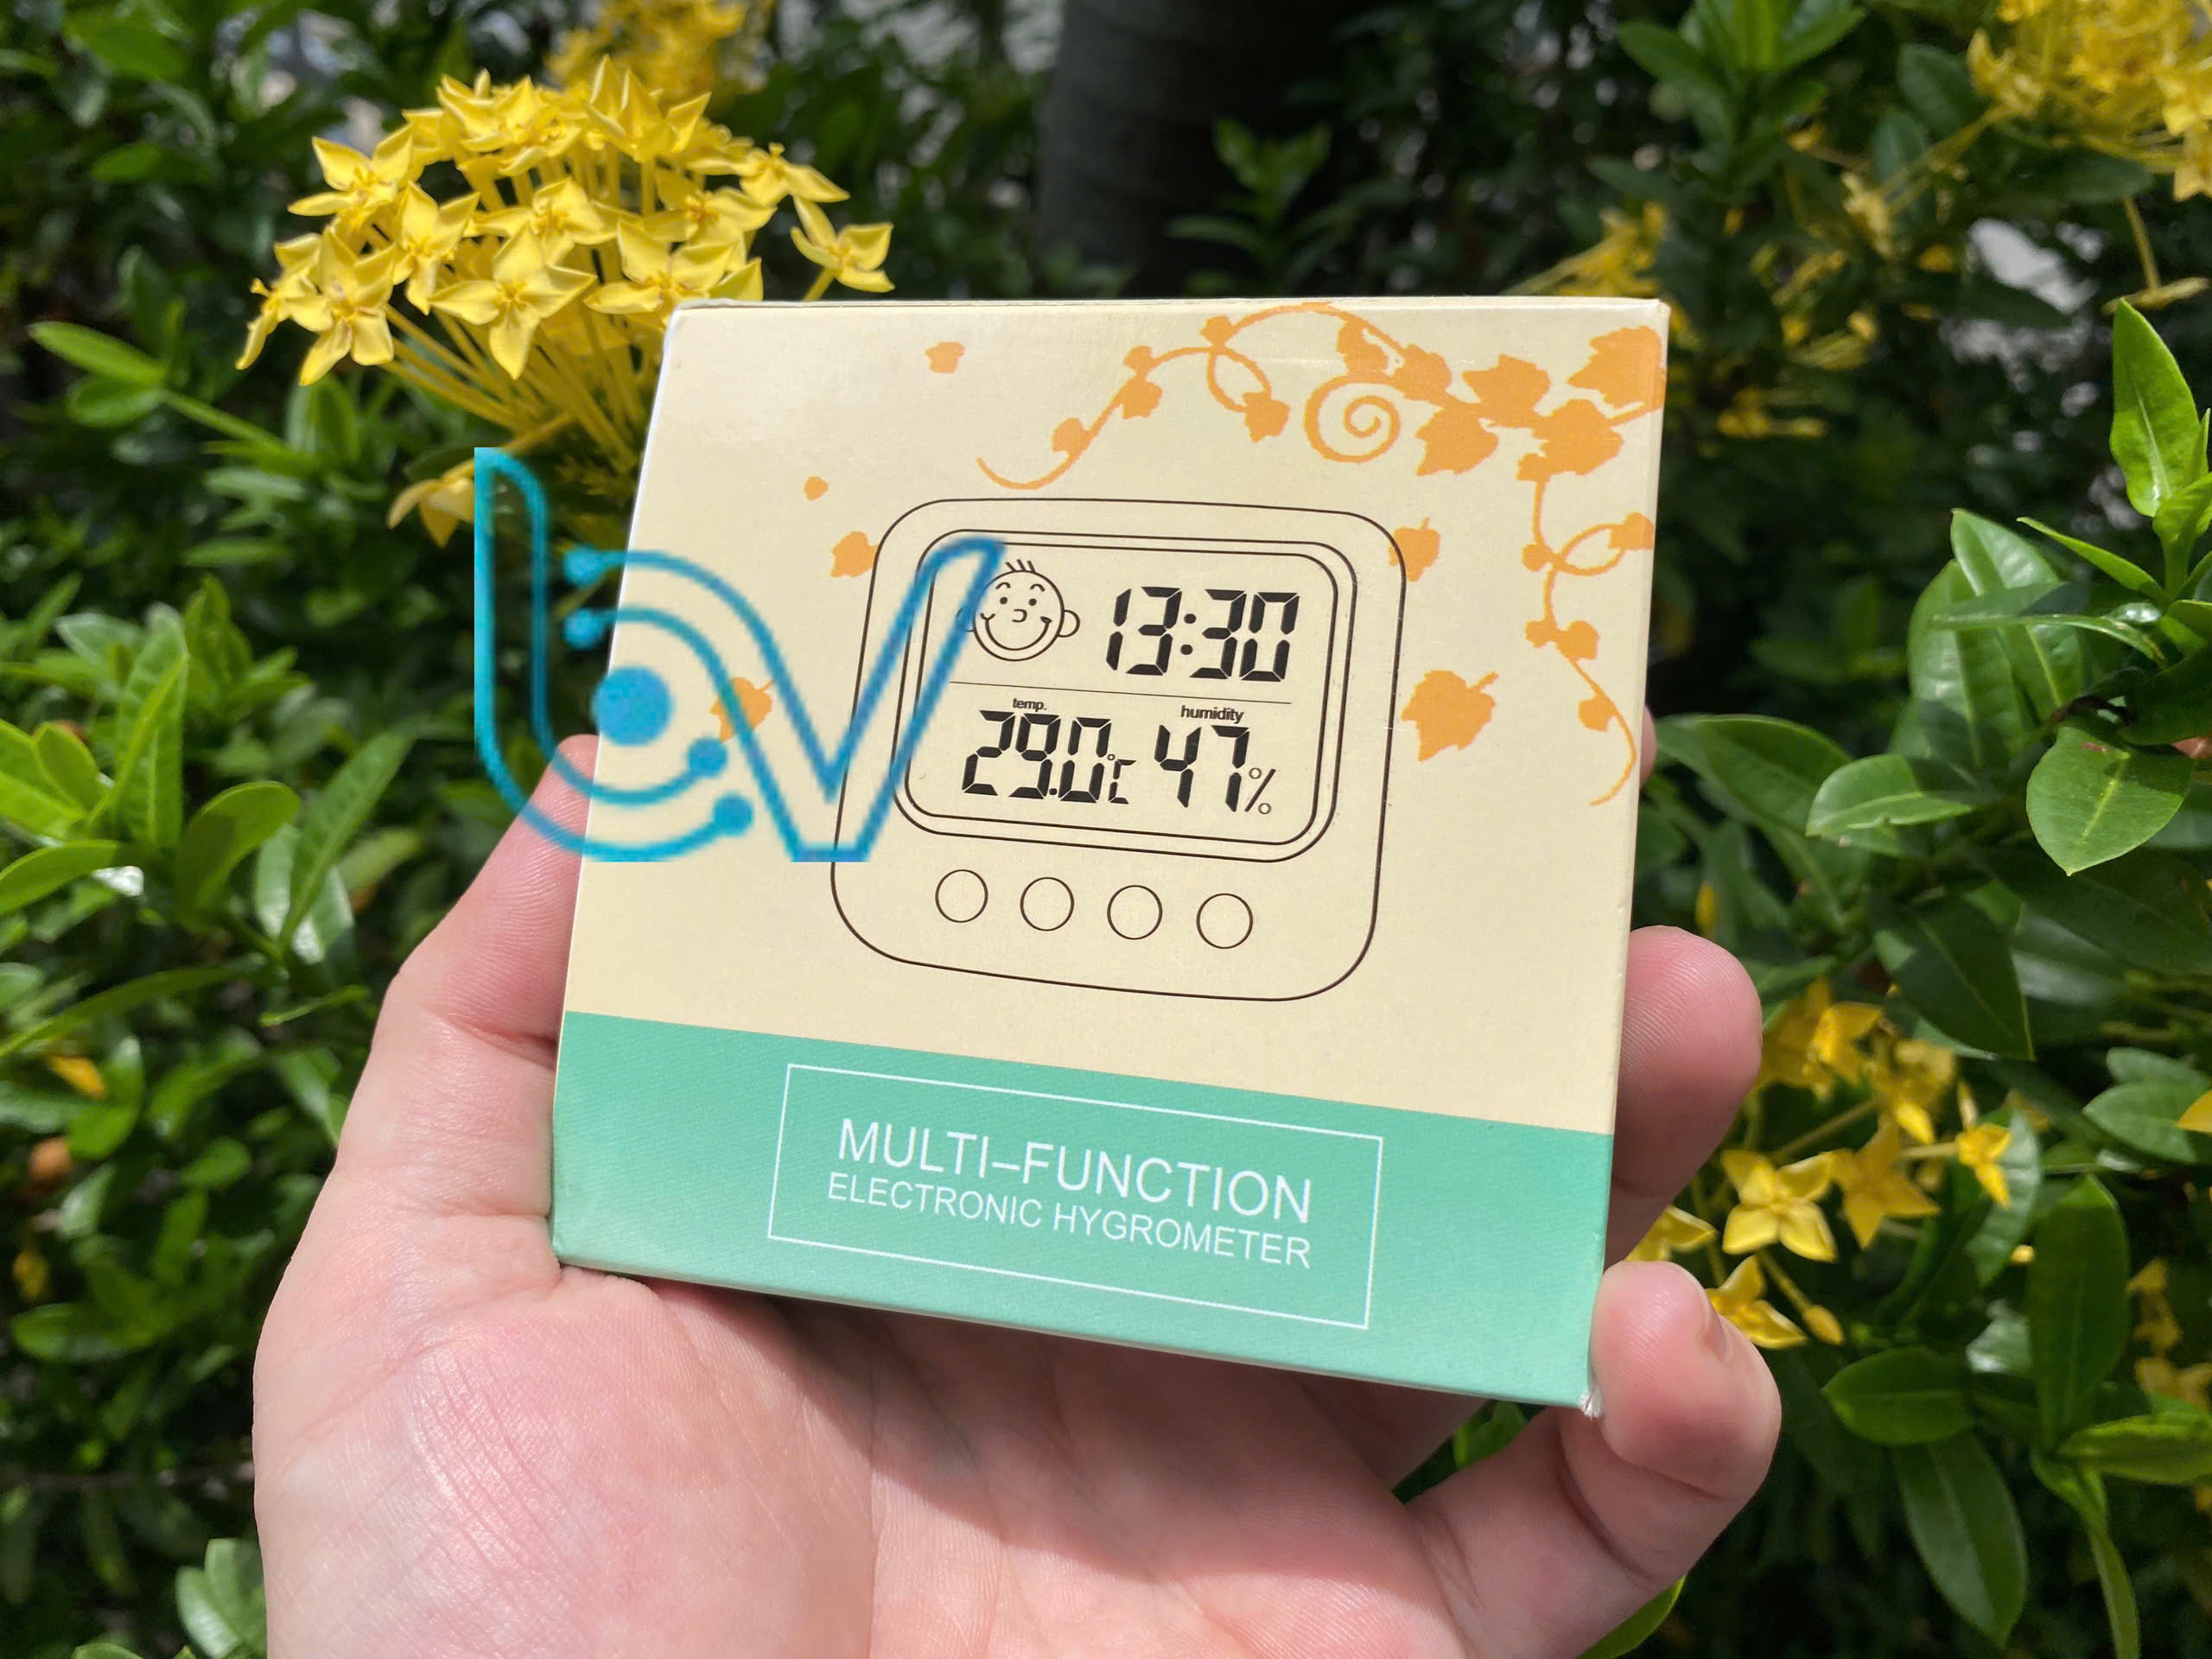 13:30
temp. humidity
29.0℃ 47%
MULTI–FUNCTION
ELECTRONIC HYGROMETER